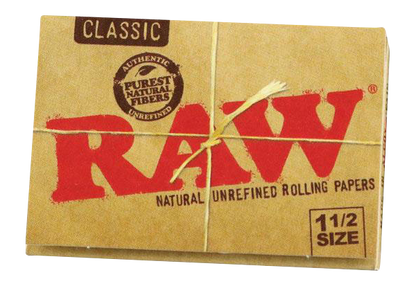 CLASSIC
AUTHENTIC
PUREST
NATURAL
FIBERS
UNREFINED
RAW®
NATURAL UNREFINED ROLLING PAPERS
1 1/2
SIZE